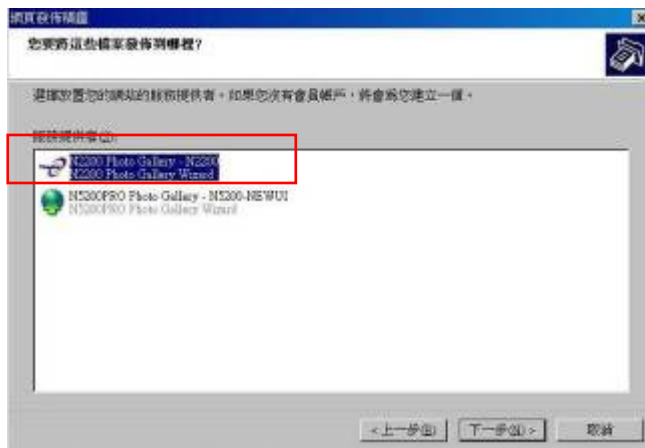 網頁發佈精靈
您要將這些檔案發佈到哪裡?
選擇放置您的網站的服務提供者。如果您沒有會員帳戶，將會為您建立一個。
服務提供者(P):
N2200 Photo Gallery - N2200
N2200 Photo Gallery Wizard
N5200PRO Photo Gallery - N5200-NEWUI
N5200PRO Photo Gallery Wizard
<上一步(B)
下一步(N)>
取消